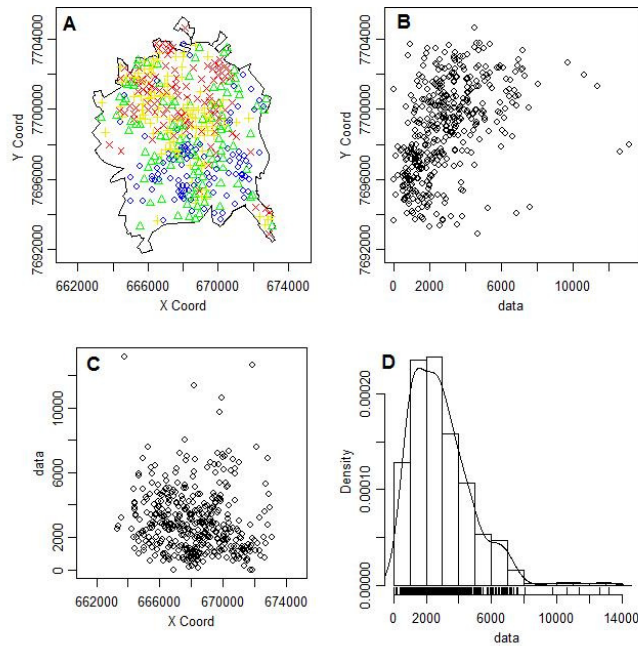 A
7704000
7700000
7696000
7692000
Y Coord
662000 666000 670000 674000
X Coord
B
7704000
7700000
7696000
7692000
Y Coord
0 2000 6000 10000
data
C
10000
6000
2000
0
data
662000 666000 670000 674000
X Coord
D
0.00020
0.00010
0.00000
Density
0 2000 6000 10000 14000
data